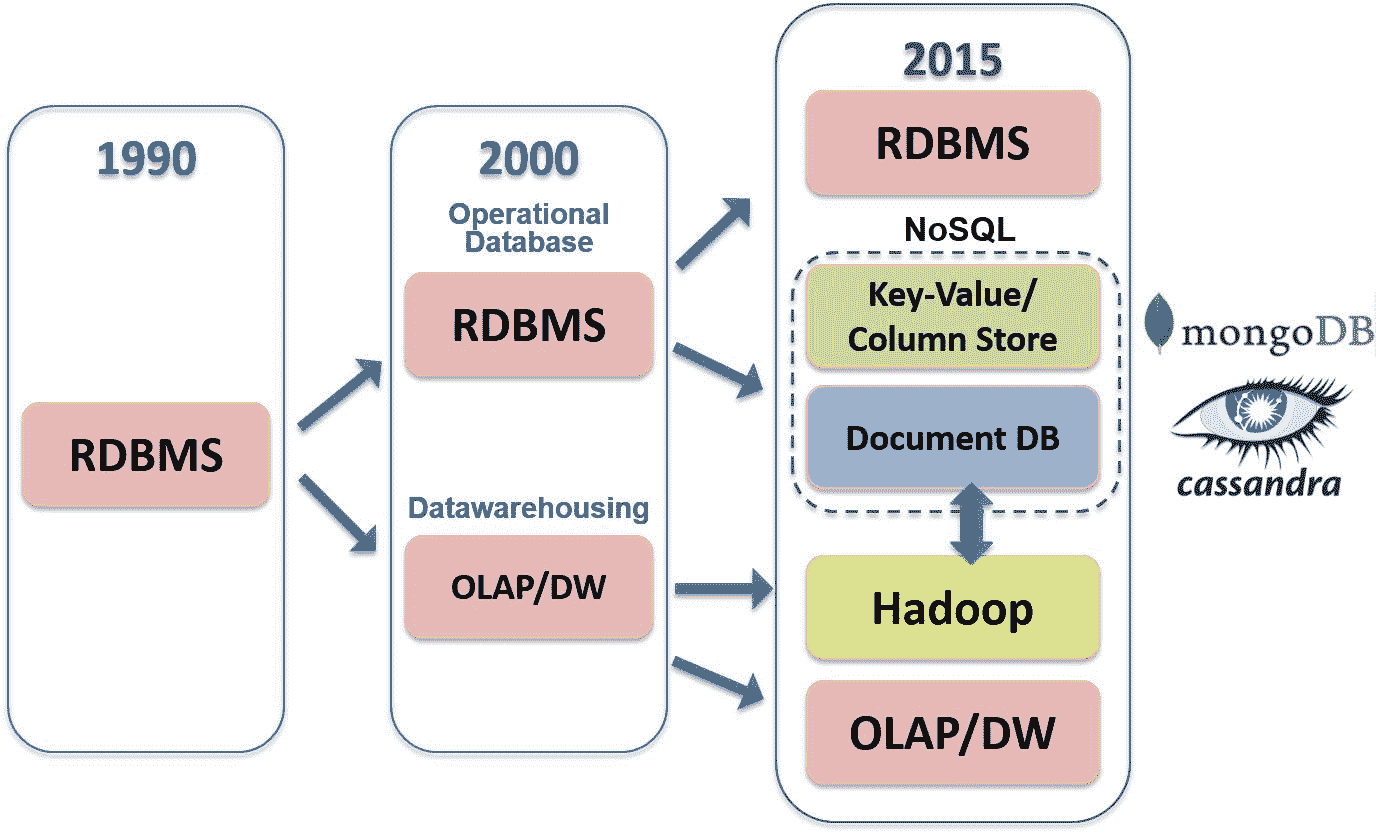 1990
RDBMS
2000
Operational
Database
RDBMS
Datawarehousing
OLAP/DW
2015
RDBMS
NoSQL
Key-Value/
Column Store
Document DB
Hadoop
OLAP/DW
mongoDB
cassandra